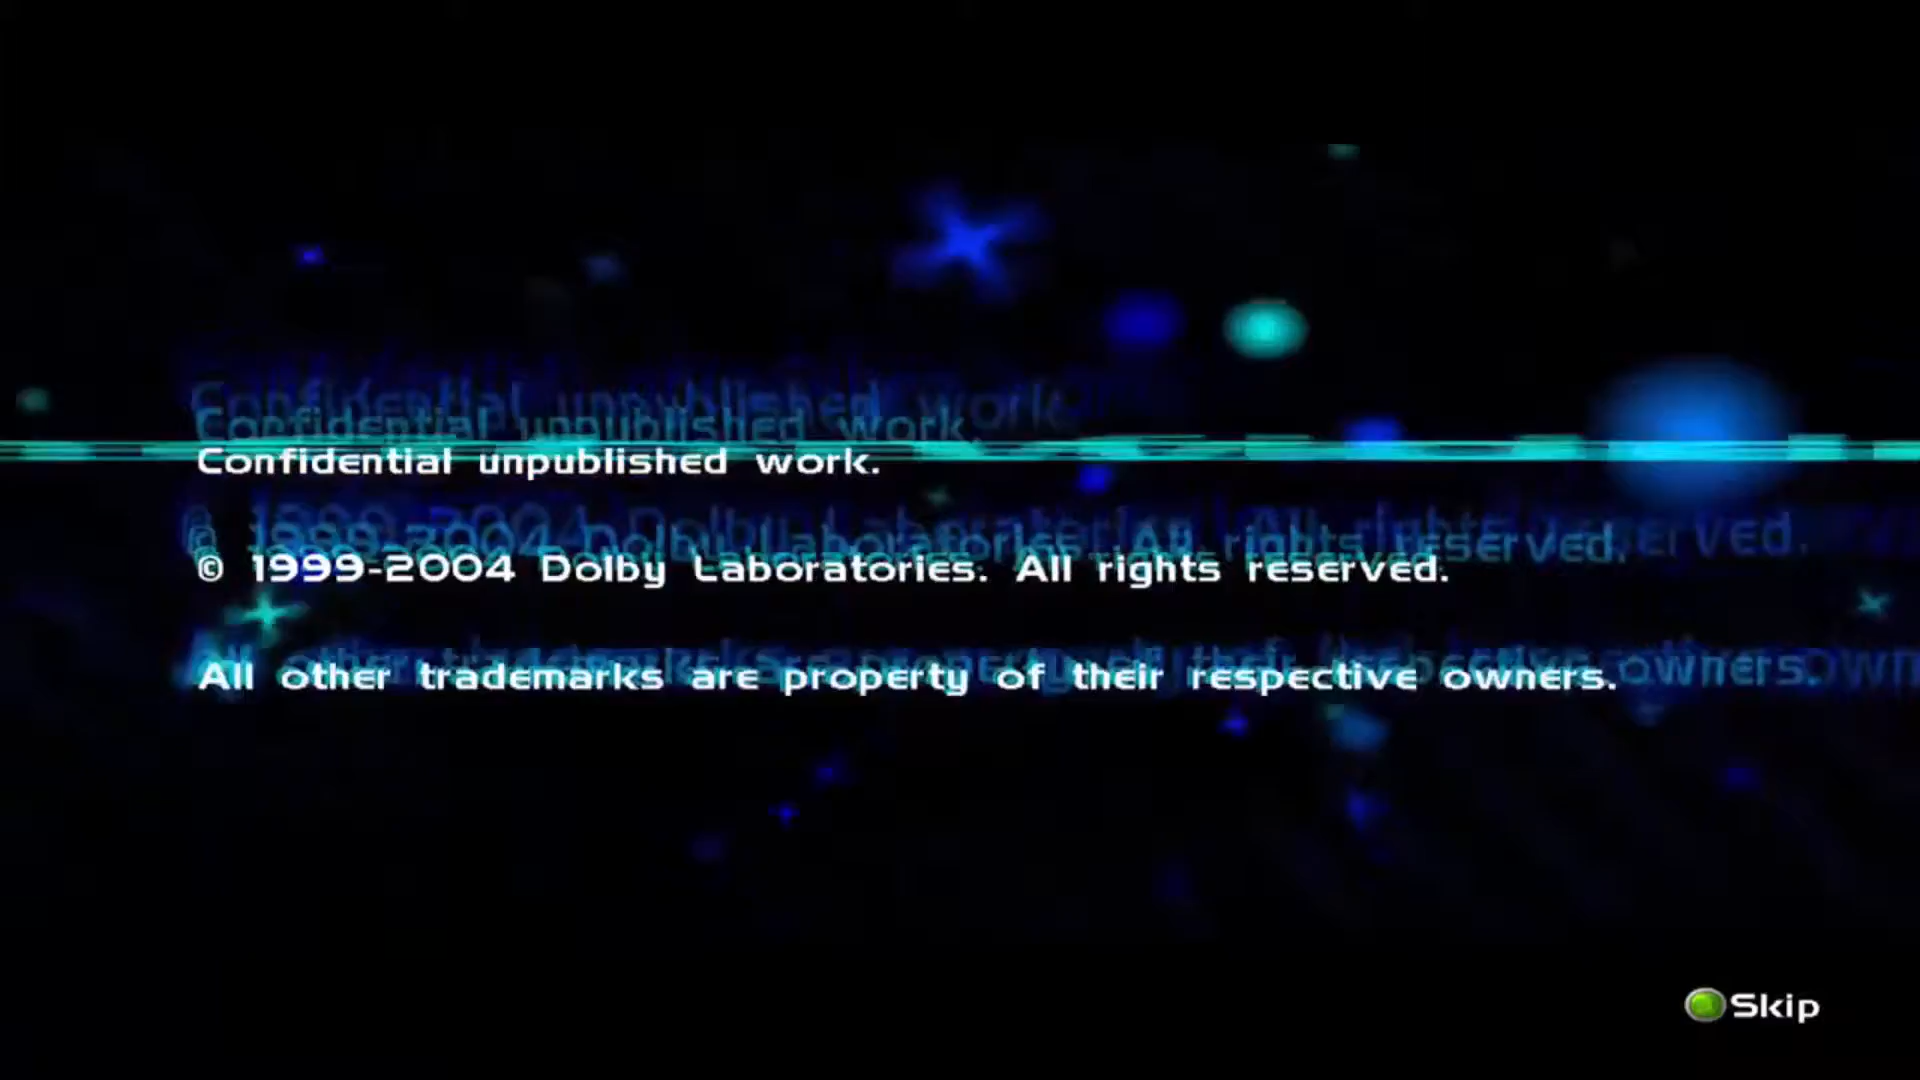 Confidential unpublished work.
© 1999-2004 Dolby Laboratories. All rights reserved.
All other trademarks are property of their respective owners.
Skip